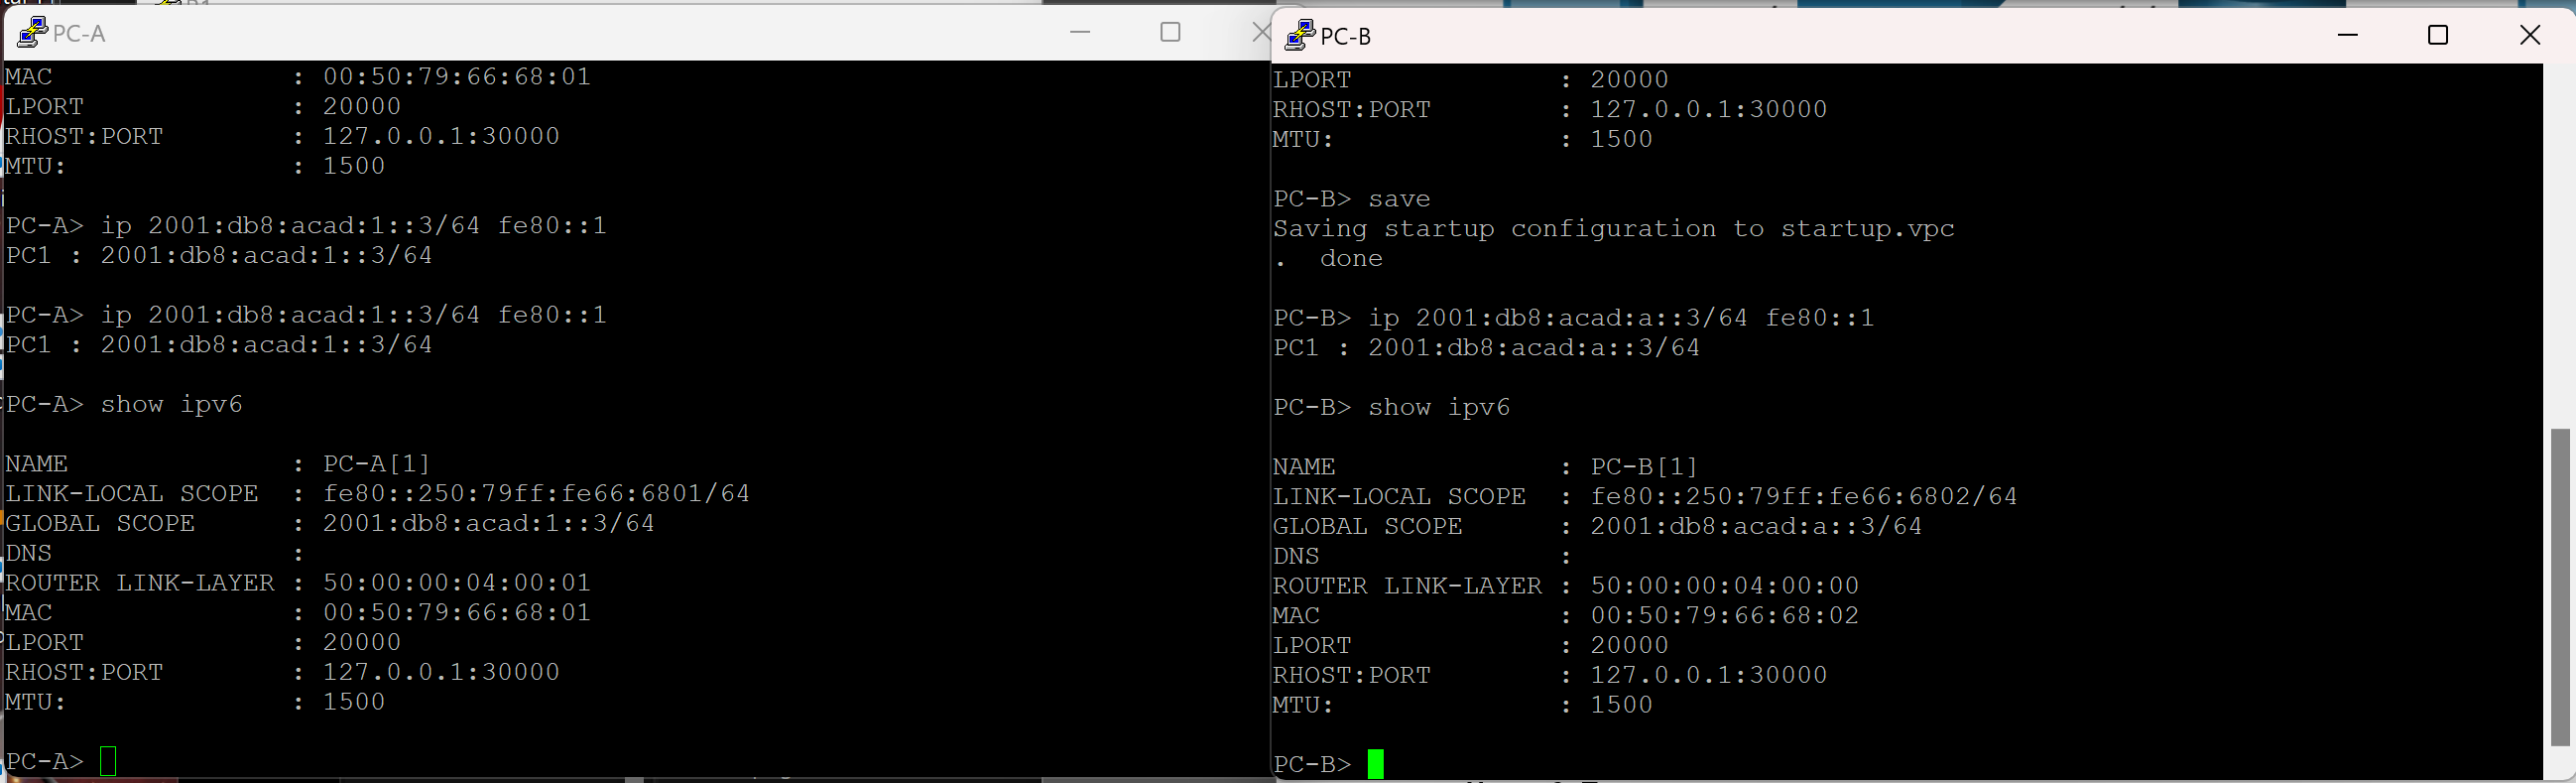 PC-A
MAC : 00:50:79:66:68:01
LPORT : 20000
RHOST:PORT : 127.0.0.1:30000
MTU: : 1500
PC-A> ip 2001:db8:acad:1::3/64 fe80::1
PC1 : 2001:db8:acad:1::3/64
PC-A> ip 2001:db8:acad:1::3/64 fe80::1
PC1 : 2001:db8:acad:1::3/64
PC-A> show ipv6
NAME : PC-A[1]
LINK-LOCAL SCOPE : fe80::250:79ff:fe66:6801/64
GLOBAL SCOPE : 2001:db8:acad:1::3/64
DNS :
ROUTER LINK-LAYER : 50:00:00:04:00:01
MAC : 00:50:79:66:68:01
LPORT : 20000
RHOST:PORT : 127.0.0.1:30000
MTU: : 1500
PC-A>
PC-B
LPORT : 20000
RHOST:PORT : 127.0.0.1:30000
MTU: : 1500
PC-B> save
Saving startup configuration to startup.vpc
. done
PC-B> ip 2001:db8:acad:a::3/64 fe80::1
PC1 : 2001:db8:acad:a::3/64
PC-B> show ipv6
NAME : PC-B[1]
LINK-LOCAL SCOPE : fe80::250:79ff:fe66:6802/64
GLOBAL SCOPE : 2001:db8:acad:a::3/64
DNS :
ROUTER LINK-LAYER : 50:00:00:04:00:00
MAC : 00:50:79:66:68:02
LPORT : 20000
RHOST:PORT : 127.0.0.1:30000
MTU: : 1500
PC-B>